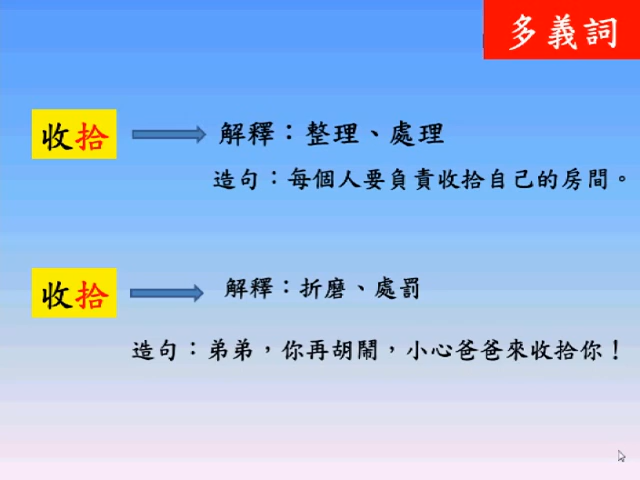 多義詞
收拾
解釋：整理、處理
造句：每個人要負責收拾自己的房間。
收拾
解釋：折磨、處罰
造句：弟弟，你再胡鬧，小心爸爸來收拾你！